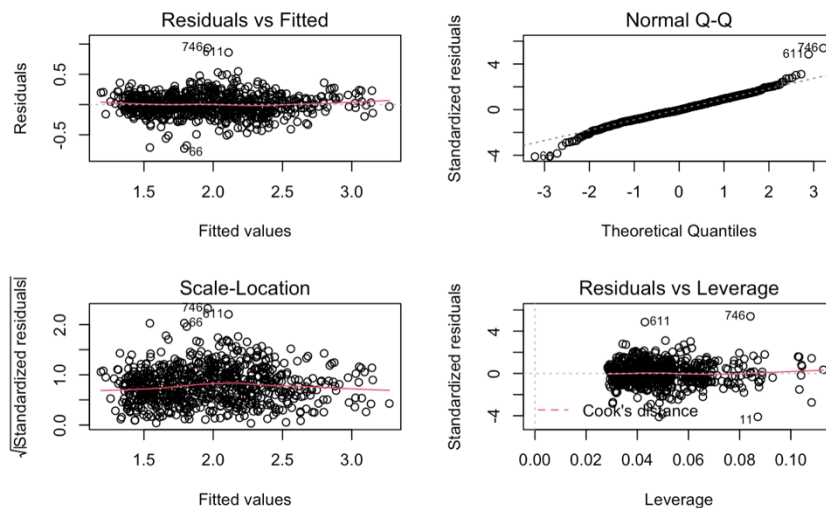 Residuals vs Fitted
Residuals
0.5
-0.5
746
611
66
1.5 2.0 2.5 3.0
Fitted values
Normal Q-Q
Standardized residuals
4
0
-4
746
611
66
-3 -2 -1 0 1 2 3
Theoretical Quantiles
Scale-Location
√|Standardized residuals|
2.0
1.0
0.0
746
611
66
1.5 2.0 2.5 3.0
Fitted values
Residuals vs Leverage
Standardized residuals
4
2
0
-4
611
746
11
Cook's distance
0.00 0.02 0.04 0.06 0.08 0.10
Leverage